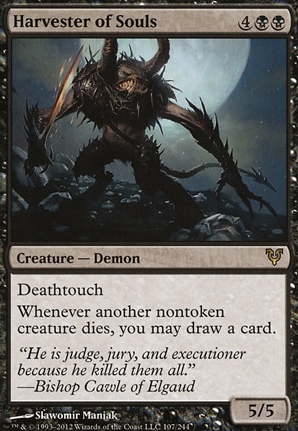 Harvester of Souls 4
Creature — Demon
Deathtouch
Whenever another nontoken
creature dies, you may draw a card.
"He is judge, jury, and executioner
because he killed them all."
—Bishop Cawle of Elgaud
Slawomir Maniak
™ & © 1993-2012 Wizards of the Coast LLC 107/244
5/5